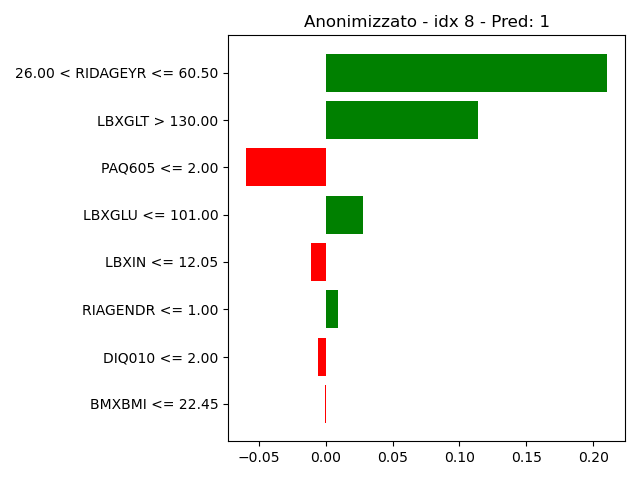 Anonimizzato - idx 8 - Pred: 1
26.00 < RIDAGEYR <= 60.50
LBXGLT > 130.00
PAQ605 <= 2.00
LBXGLU <= 101.00
LBXIN <= 12.05
RIAGENDR <= 1.00
DIQ010 <= 2.00
BMXBMI <= 22.45
−0.05 0.00 0.05 0.10 0.15 0.20